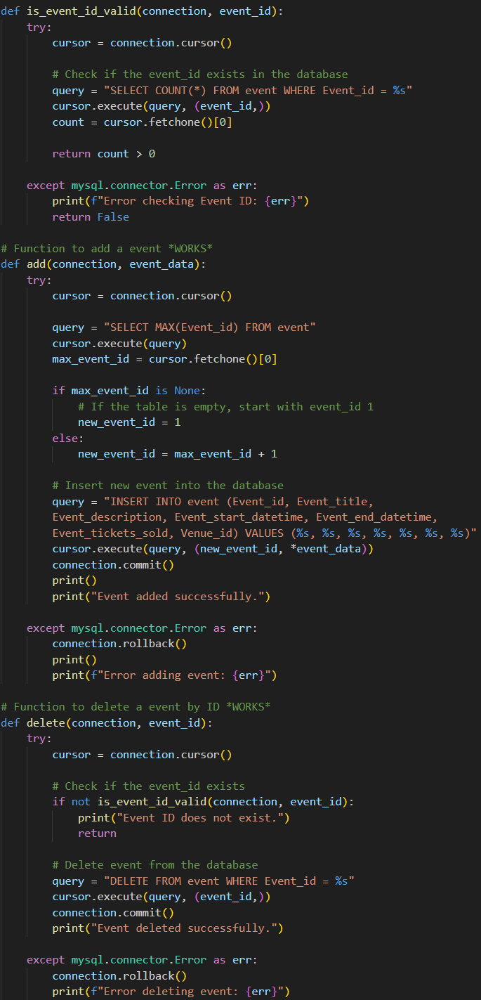 def is_event_id_valid(connection, event_id):
    try:
        cursor = connection.cursor()

        # Check if the event_id exists in the database
        query = "SELECT COUNT(*) FROM event WHERE Event_id = %s"
        cursor.execute(query, (event_id,))
        count = cursor.fetchone()[0]

        return count > 0

    except mysql.connector.Error as err:
        print(f"Error checking Event ID: {err}")
        return False

# Function to add a event *WORKS*
def add(connection, event_data):
    try:
        cursor = connection.cursor()

        query = "SELECT MAX(Event_id) FROM event"
        cursor.execute(query)
        max_event_id = cursor.fetchone()[0]

        if max_event_id is None:
            # If the table is empty, start with event_id 1
            new_event_id = 1
        else:
            new_event_id = max_event_id + 1

        # Insert new event into the database
        query = "INSERT INTO event (Event_id, Event_title,
        Event_description, Event_start_datetime, Event_end_datetime,
        Event_tickets_sold, Venue_id) VALUES (%s, %s, %s, %s, %s, %s, %s)"
        cursor.execute(query, (new_event_id, *event_data))
        connection.commit()
        print()
        print("Event added successfully.")

    except mysql.connector.Error as err:
        connection.rollback()
        print()
        print(f"Error adding event: {err}")

# Function to delete a event by ID *WORKS*
def delete(connection, event_id):
    try:
        cursor = connection.cursor()

        # Check if the event_id exists
        if not is_event_id_valid(connection, event_id):
            print("Event ID does not exist.")
            return

        # Delete event from the database
        query = "DELETE FROM event WHERE Event_id = %s"
        cursor.execute(query, (event_id,))
        connection.commit()
        print("Event deleted successfully.")

    except mysql.connector.Error as err:
        connection.rollback()
        print(f"Error deleting event: {err}")